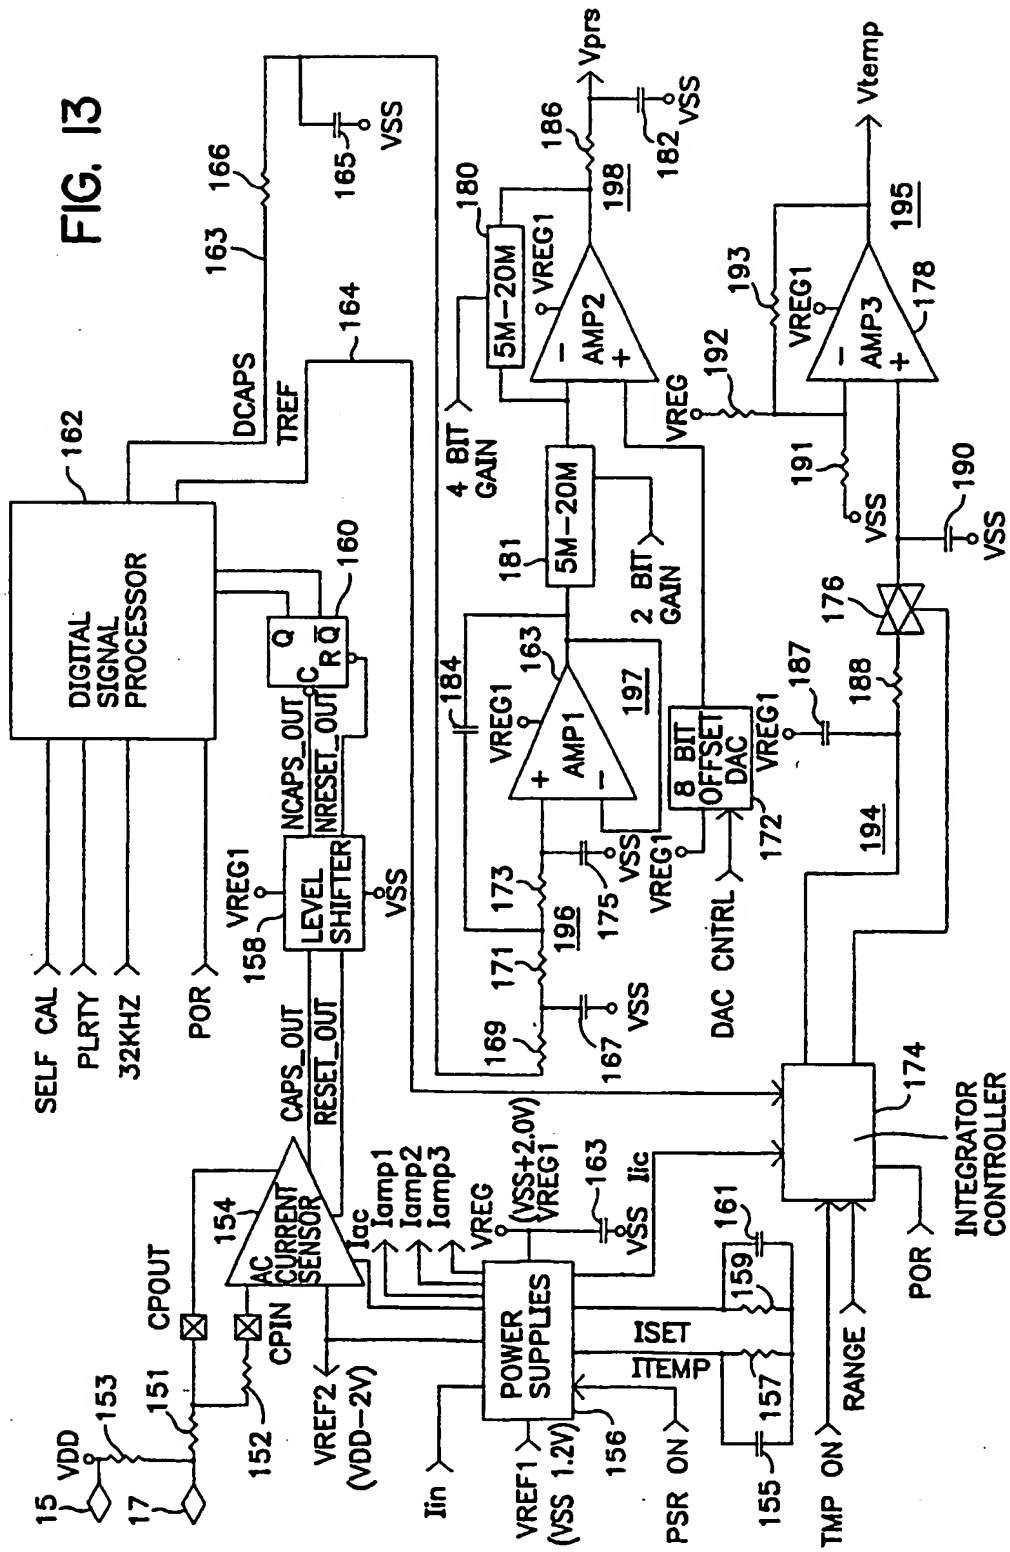 FIG. 13
162
DIGITAL
SIGNAL
PROCESSOR
SELF CAL
PLRTY
32KHZ
POR
DCAPS
TREF
163
166
164
165
VSS
Q
C
R Q̅
160
NCAPS_OUT
NRESET_OUT
VREG1
158
LEVEL
SHIFTER
VSS
CAPS_OUT
RESET_OUT
154
AC
CURRENT
SENSOR
CPOUT
CPIN
VDD
153
151
152
15
17
VREF2
(VDD-2V)
Iac
Iamp1
Iamp2
Iamp3
VREG
(VSS+2.0V)
VREG1
163
VSS
Iic
Iin
POWER
SUPPLIES
156
VREF1
(VSS 1.2V)
PSR ON
ISET
ITEMP
161
159
157
155
TMP ON
RANGE
POR
174
INTEGRATOR
CONTROLLER
169
171
173
167
VSS
196
175
VSS
184
VREG1
163
+
AMP1
-
197
181
5M-20M
2 BIT
GAIN
4 BIT
GAIN
180
5M-20M
VREG1
-
AMP2
+
198
186
Vprs
182
VSS
VREG1
8 BIT
OFFSET
DAC
172
DAC CNTRL
VREG1
187
188
194
176
190
VSS
VREG
192
193
191
VSS
VREG1
-
AMP3
+
178
195
Vtemp